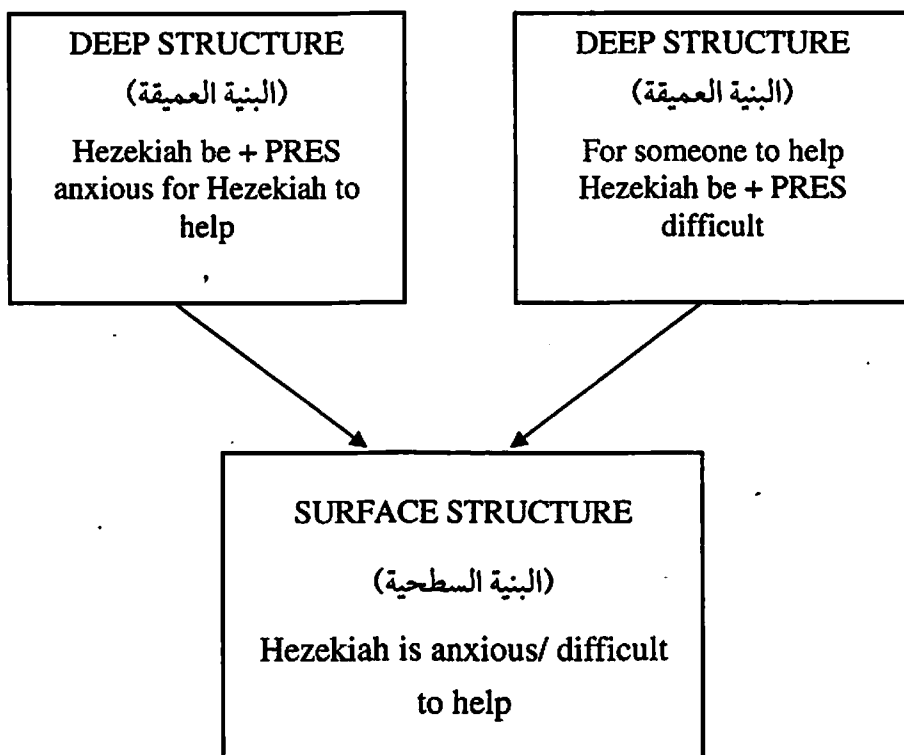 DEEP STRUCTURE
(البنية العميقة)
Hezekiah be + PRES
anxious for Hezekiah to
help
DEEP STRUCTURE
(البنية العميقة)
For someone to help
Hezekiah be + PRES
difficult
SURFACE STRUCTURE
(البنية السطحية)
Hezekiah is anxious/ difficult
to help